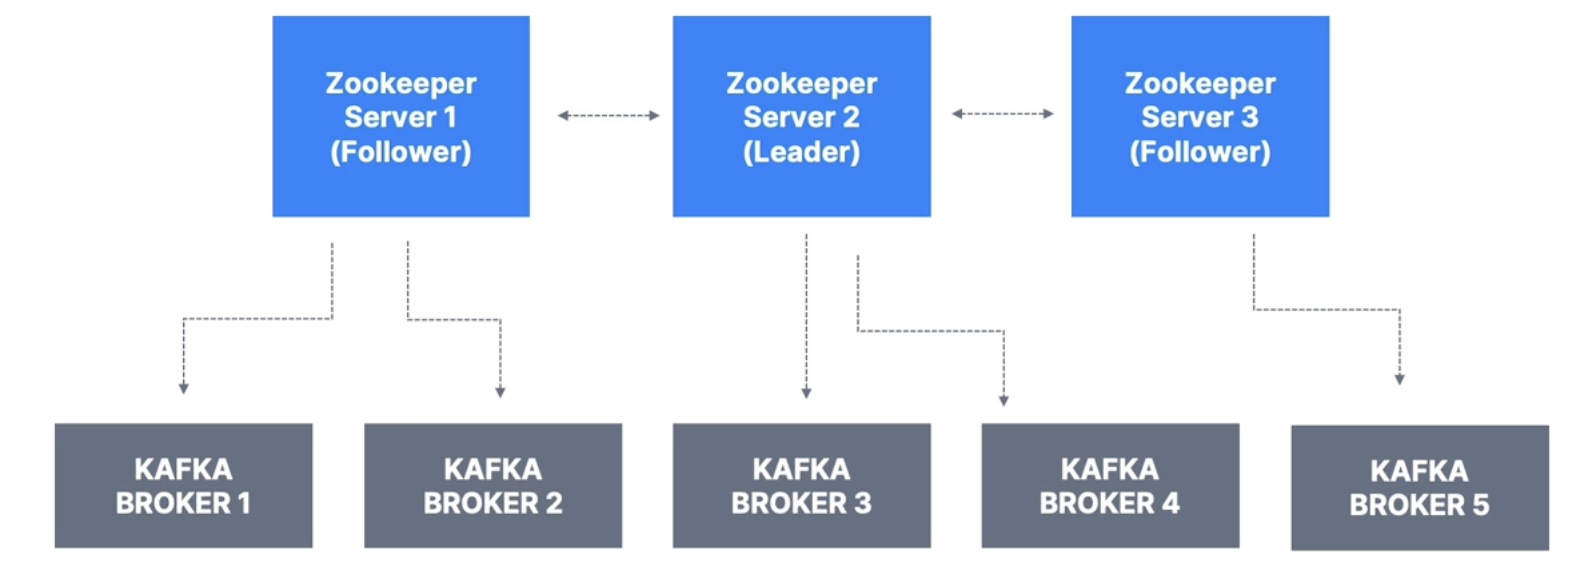 Zookeeper
Server 1
(Follower)
Zookeeper
Server 2
(Leader)
Zookeeper
Server 3
(Follower)
KAFKA
BROKER 1
KAFKA
BROKER 2
KAFKA
BROKER 3
KAFKA
BROKER 4
KAFKA
BROKER 5